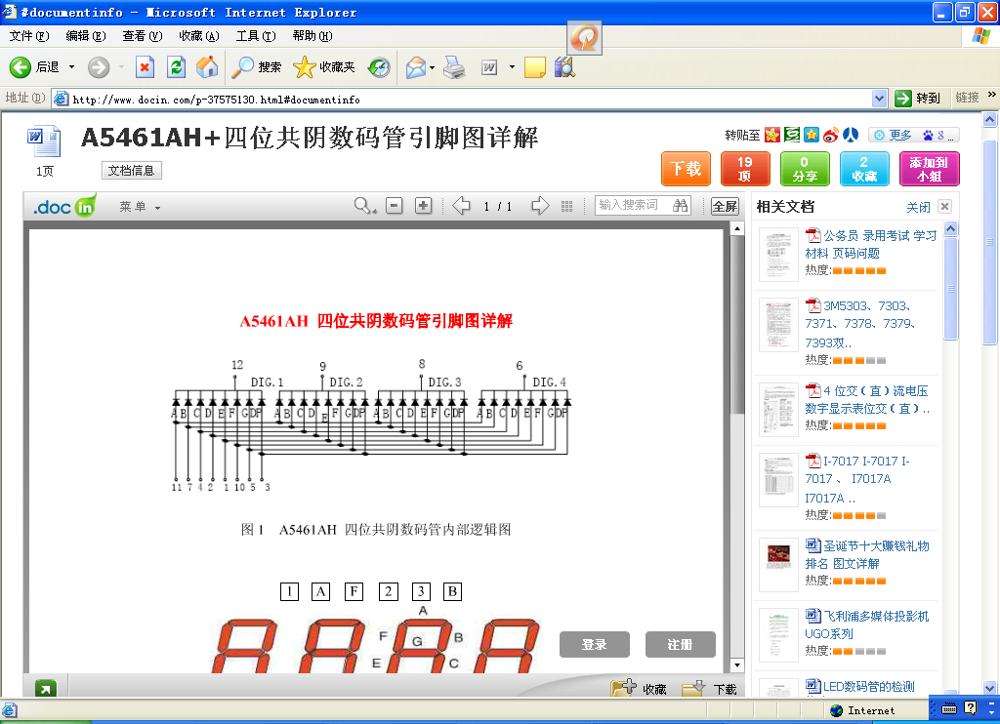 #documentinfo - Microsoft Internet Explorer
文件(F) 编辑(E) 查看(V) 收藏(A) 工具(T) 帮助(H)
后退 搜索 收藏夹
地址(D) http://www.docin.com/p-37575130.html#documentinfo 转到 链接 »
A5461AH+四位共阴数码管引脚图详解
1页 文档信息
转贴至 更多 8...
下载 19项 0分享 2收藏 添加到小组
.doc in 菜单 1 / 1 输入搜索词 全屏
A5461AH 四位共阴数码管引脚图详解
12 9 8 6
DIG.1 DIG.2 DIG.3 DIG.4
A B C D E F G DP A B C D E F G DP A B C D E F G DP A B C D E F G DP
11 7 4 2 1 10 5 3
图1 A5461AH 四位共阴数码管内部逻辑图
1 A F 2 3 B
A
F G B
E C
登录 注册
收藏 下载
相关文档 关闭
公务员 录用考试 学习
材料 页码问题
热度:
3M5303、7303、
7371、7378、7379、
7393双..
热度:
4 位交（直）流电压
数字显示表位交（直）..
热度:
I-7017 I-7017 I-
7017 、 I7017A
I7017A ..
热度:
圣诞节十大赚钱礼物
排名 图文详解
热度:
飞利浦多媒体投影机
UGO系列
热度:
LED数码管的检测
Internet